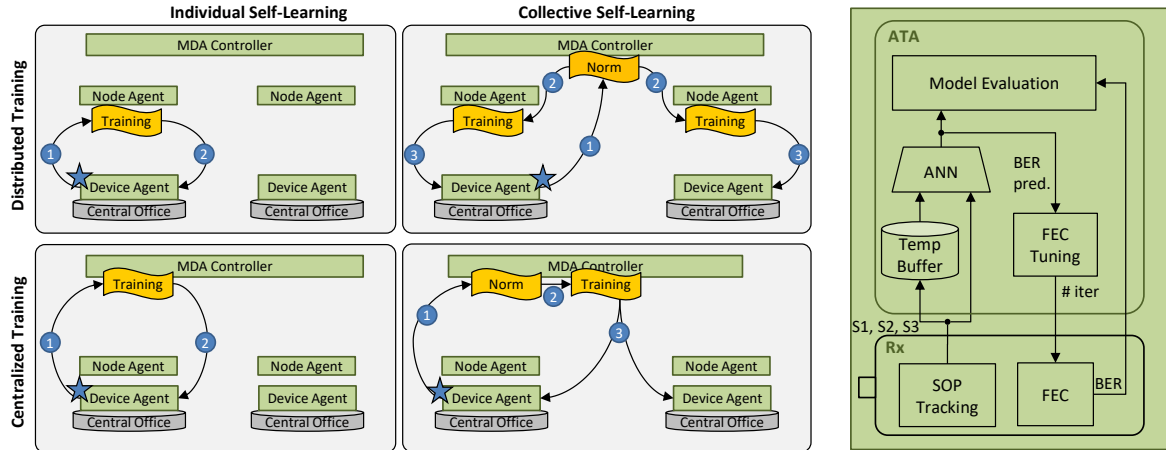 Individual Self-Learning
Collective Self-Learning
Distributed Training
MDA Controller
Node Agent
Node Agent
Training
1
2
Device Agent
Device Agent
Central Office
Central Office
MDA Controller
Norm
2
2
Node Agent
Node Agent
Training
Training
1
3
3
Device Agent
Device Agent
Central Office
Central Office
Centralized Training
MDA Controller
Training
1
2
Node Agent
Node Agent
Device Agent
Device Agent
Central Office
Central Office
MDA Controller
Norm
Training
1
2
3
Node Agent
Node Agent
Device Agent
Device Agent
Central Office
Central Office
ATA
Model Evaluation
ANN
BER
pred.
Temp
Buffer
FEC
Tuning
# iter
S1, S2, S3
Rx
SOP
Tracking
FEC
BER